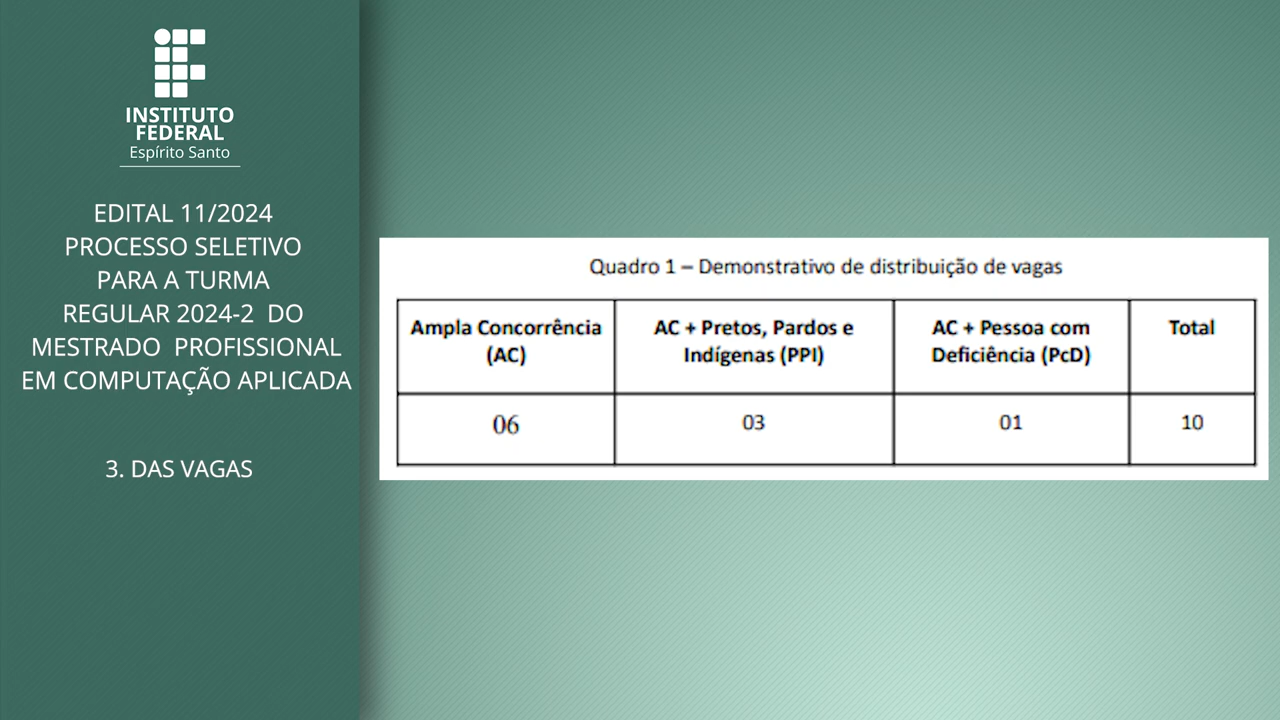 INSTITUTO
FEDERAL
Espírito Santo
EDITAL 11/2024
PROCESSO SELETIVO
PARA A TURMA
REGULAR 2024-2 DO
MESTRADO PROFISSIONAL
EM COMPUTAÇÃO APLICADA
3. DAS VAGAS
Quadro 1 – Demonstrativo de distribuição de vagas
Ampla Concorrência
(AC)
AC + Pretos, Pardos e
Indígenas (PPI)
AC + Pessoa com
Deficiência (PcD)
Total
06
03
01
10